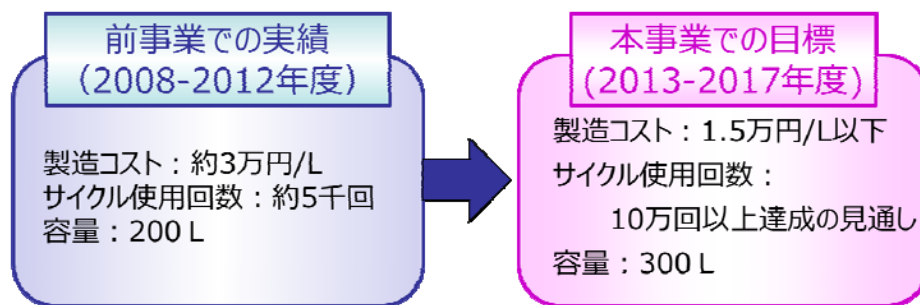 前事業での実績
（2008-2012年度）
製造コスト：約3万円/L
サイクル使用回数：約5千回
容量：200 L
本事業での目標
(2013-2017年度)
製造コスト：1.5万円/L以下
サイクル使用回数：
10万回以上達成の見通し
容量：300 L